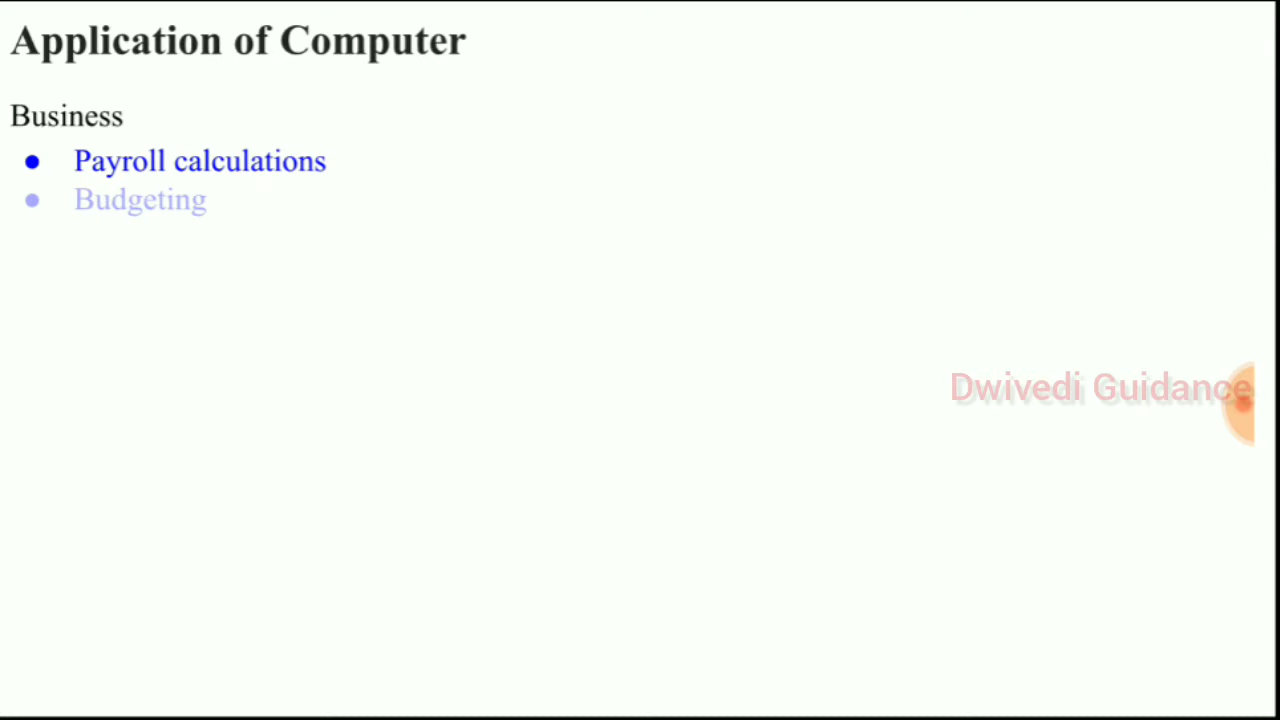 Application of Computer
Business
● Payroll calculations
● Budgeting
Dwivedi Guidance